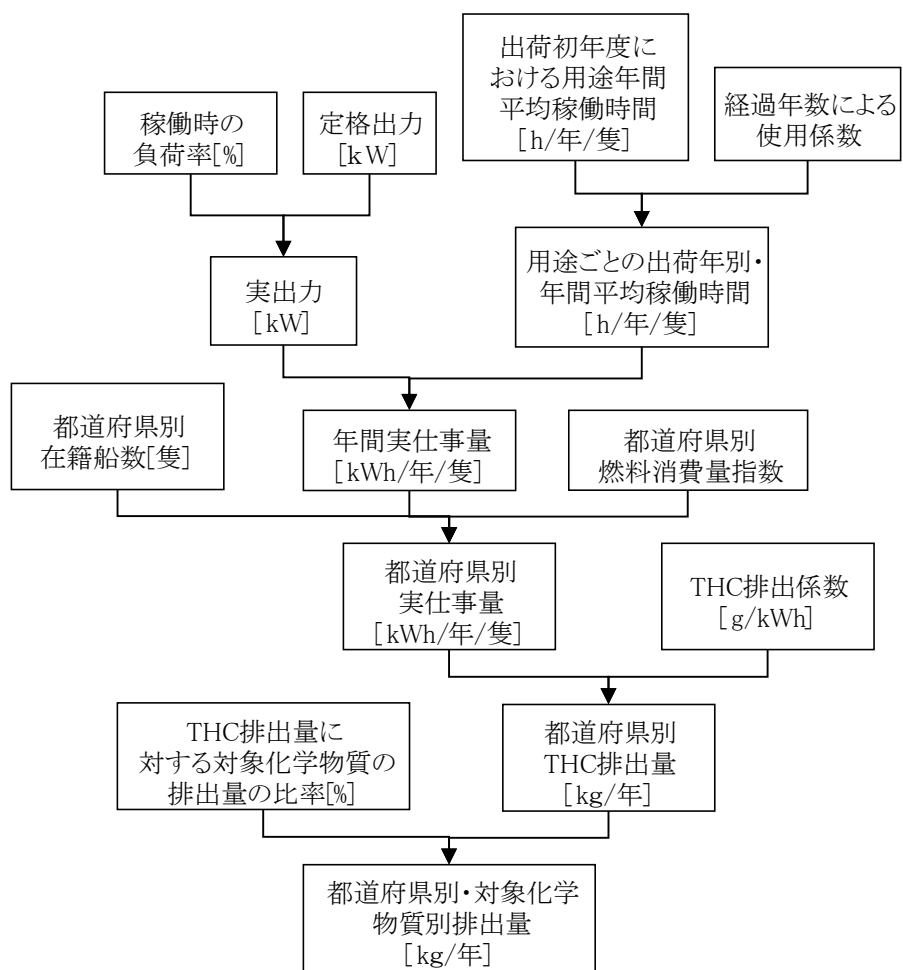 出荷初年度に
おける用途年間
平均稼働時間
[h/年/隻]
経過年数による
使用係数
稼働時の
負荷率[%]
定格出力
[kW]
実出力
[kW]
用途ごとの出荷年別・
年間平均稼働時間
[h/年/隻]
都道府県別
在籍船数[隻]
年間実仕事量
[kWh/年/隻]
都道府県別
燃料消費量指数
都道府県別
実仕事量
[kWh/年/隻]
THC排出係数
[g/kWh]
THC排出量に
対する対象化学物質の
排出量の比率[%]
都道府県別
THC排出量
[kg/年]
都道府県別・対象化学
物質別排出量
[kg/年]